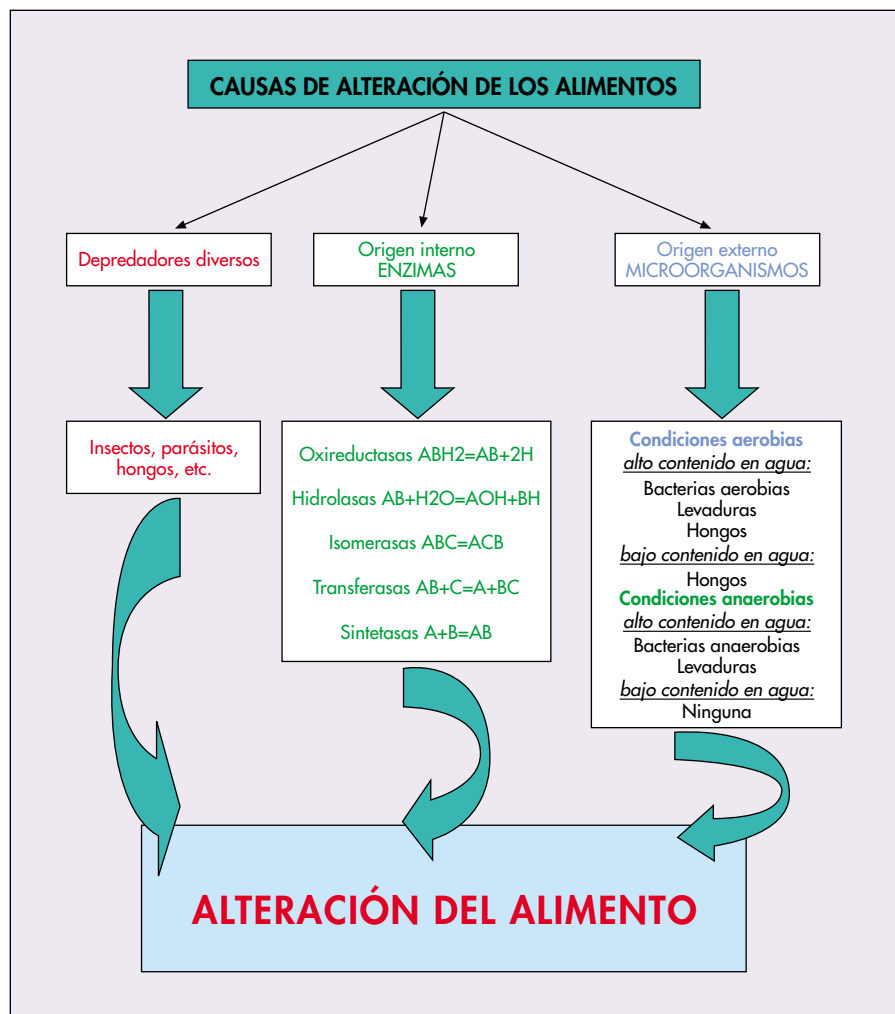 CAUSAS DE ALTERACIÓN DE LOS ALIMENTOS
Depredadores diversos
Insectos, parásitos,
hongos, etc.
Origen interno
ENZIMAS
Oxireductasas ABH2=AB+2H
Hidrolasas AB+H2O=AOH+BH
Isomerasas ABC=ACB
Transferasas AB+C=A+BC
Sintetasas A+B=AB
Origen externo
MICROORGANISMOS
Condiciones aerobias
alto contenido en agua:
Bacterias aerobias
Levaduras
Hongos
bajo contenido en agua:
Hongos
Condiciones anaerobias
alto contenido en agua:
Bacterias anaerobias
Levaduras
bajo contenido en agua:
Ninguna
ALTERACIÓN DEL ALIMENTO